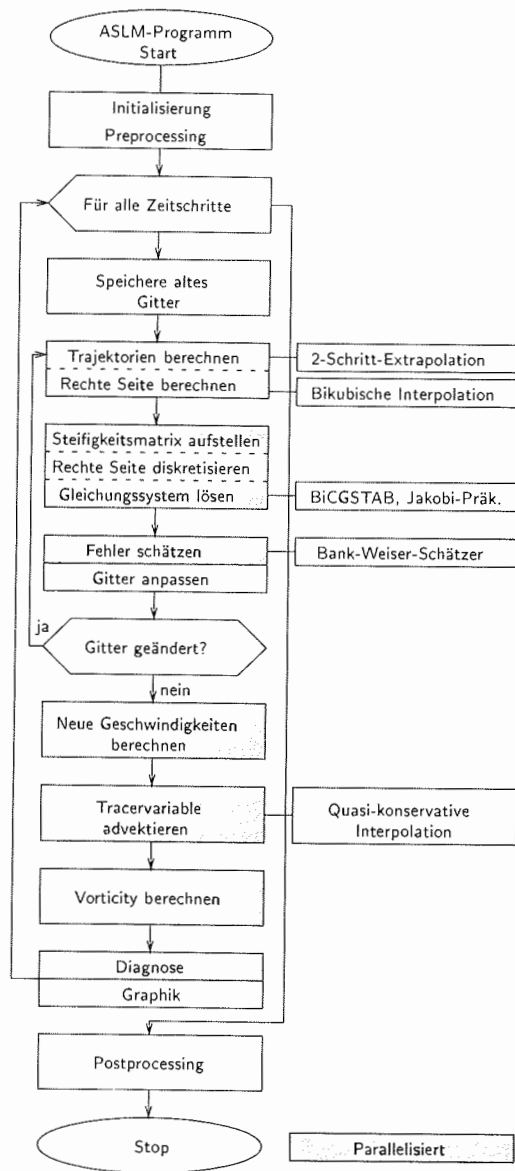 ASLM-Programm
Start
Initialisierung
Preprocessing
Für alle Zeitschritte
Speichere altes
Gitter
Trajektorien berechnen
2-Schritt-Extrapolation
Rechte Seite berechnen
Bikubische Interpolation
Steifigkeitsmatrix aufstellen
Rechte Seite diskretisieren
Gleichungssystem lösen
BiCGSTAB, Jakobi-Präk.
Fehler schätzen
Bank-Weiser-Schätzer
Gitter anpassen
ja
Gitter geändert?
nein
Neue Geschwindigkeiten
berechnen
Tracervariable
advektieren
Quasi-konservative
Interpolation
Vorticity berechnen
Diagnose
Graphik
Postprocessing
Stop
Parallelisiert